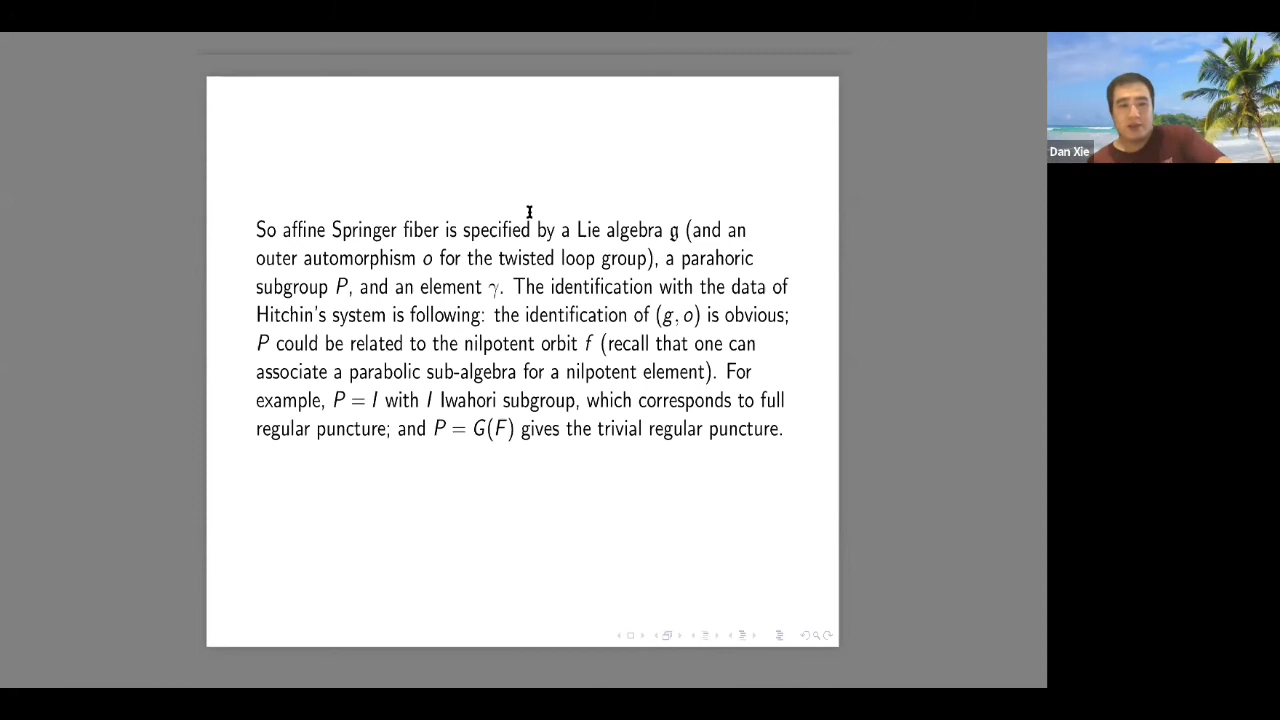 So affine Springer fiber is specified by a Lie algebra 𝔤 (and an
outer automorphism o for the twisted loop group), a parahoric
subgroup P, and an element γ. The identification with the data of
Hitchin's system is following: the identification of (g, o) is obvious;
P could be related to the nilpotent orbit f (recall that one can
associate a parabolic sub-algebra for a nilpotent element). For
example, P = I with I Iwahori subgroup, which corresponds to full
regular puncture; and P = G(F) gives the trivial regular puncture.
Dan Xie